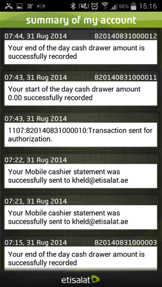 15:16
summary of my account
07:44, 31 Aug 2014 820140831000012
Your end of the day cash drawer amount is
successfully recorded
07:43, 31 Aug 2014 820140831000011
Your start of the day cash drawer amount
0.00 successfully recorded
07:43, 31 Aug 2014
1107:820140831000010:Transaction sent for
authorization.
07:22, 31 Aug 2014
Your Mobile cashier statement was
successfully sent to kheld@etisalat.ae
07:21, 31 Aug 2014
Your Mobile cashier statement was
successfully sent to kheld@etisalat.ae
07:15, 31 Aug 2014 820140831000003
Your end of the day cash drawer amount is
successfully recorded
etisalat